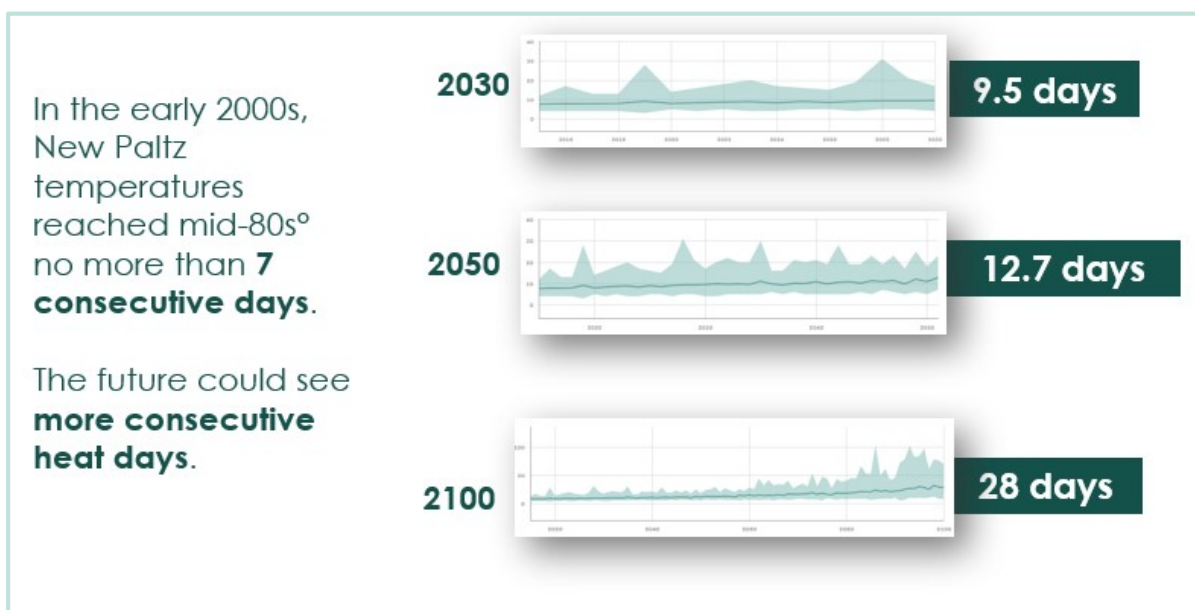 In the early 2000s,
New Paltz
temperatures
reached mid-80s°
no more than 7
consecutive days.
The future could see
more consecutive
heat days.
2030
9.5 days
2050
12.7 days
2100
28 days